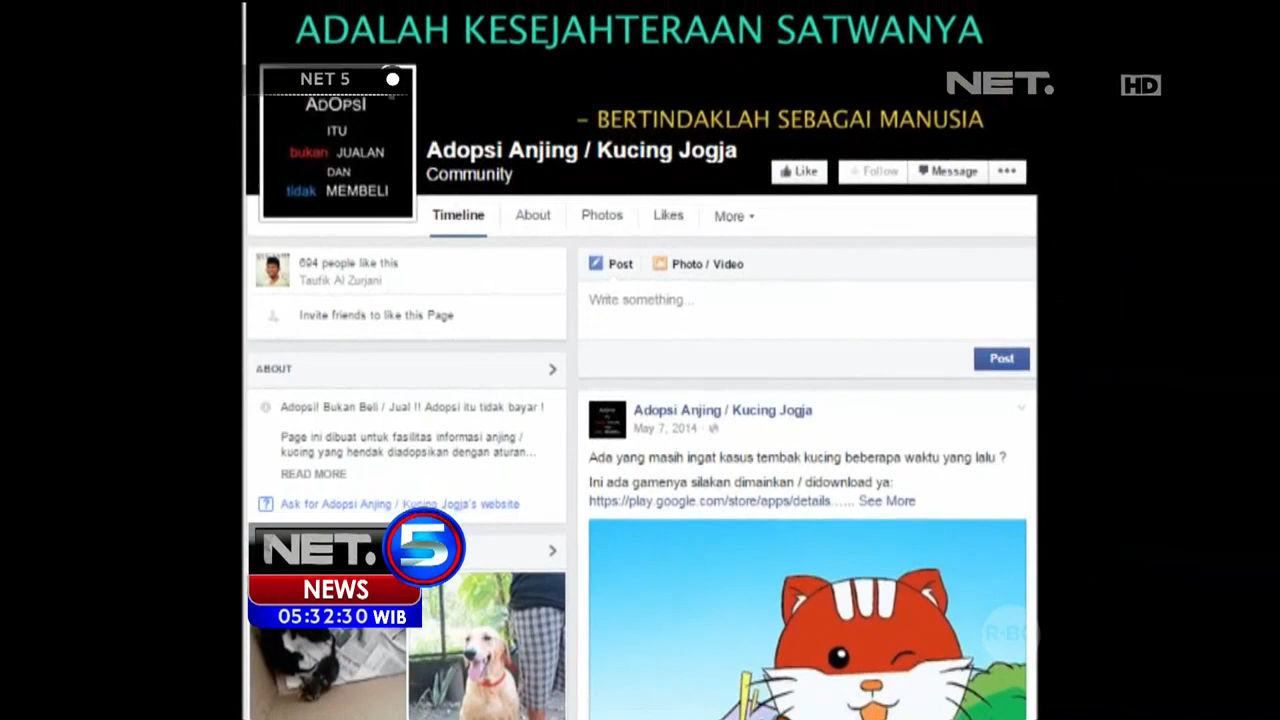 ADALAH KESEJAHTERAAN SATWANYA
NET 5
NET.
HD
ADOPSI
ITU
bukan JUALAN
DAN
tidak MEMBELI
– BERTINDAKLAH SEBAGAI MANUSIA
Adopsi Anjing / Kucing Jogja
Community
Like
+ Follow
Message
•••
Timeline
About
Photos
Likes
More
694 people like this
Taufik Al Zurjani
Invite friends to like this Page
Post
Photo / Video
Write something...
Post
ABOUT
Adopsi! Bukan Beli / Jual !! Adopsi itu tidak bayar !
Page ini dibuat untuk fasilitas informasi anjing /
kucing yang hendak diadopsikan dengan aturan...
READ MORE
Ask for Adopsi Anjing / Kucing Jogja's website
Adopsi Anjing / Kucing Jogja
May 7, 2014
Ada yang masih ingat kasus tembak kucing beberapa waktu yang lalu ?
Ini ada gamenya silakan dimainkan / didownload ya:
https://play.google.com/store/apps/details...... See More
NET. 5
NEWS
05:32:30 WIB